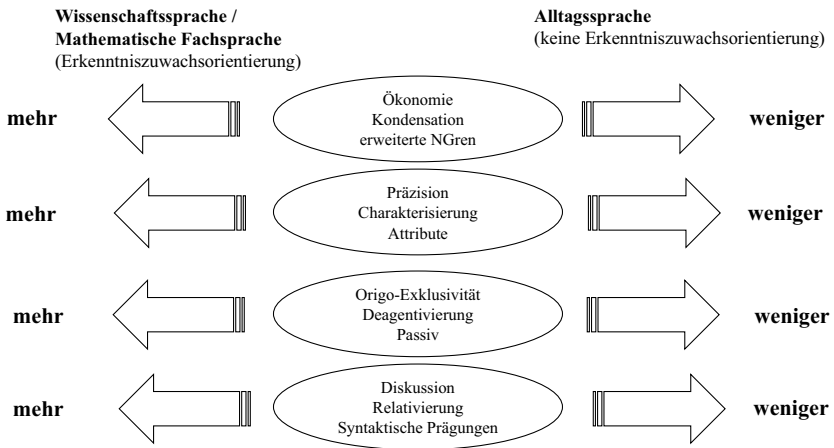 Wissenschaftssprache /
Mathematische Fachsprache
(Erkenntniszuwachsorientierung)
Alltagssprache
(keine Erkenntniszuwachsorientierung)
mehr
Ökonomie
Kondensation
erweiterte NGren
weniger
mehr
Präzision
Charakterisierung
Attribute
weniger
mehr
Origo-Exklusivität
Deagentivierung
Passiv
weniger
mehr
Diskussion
Relativierung
Syntaktische Prägungen
weniger